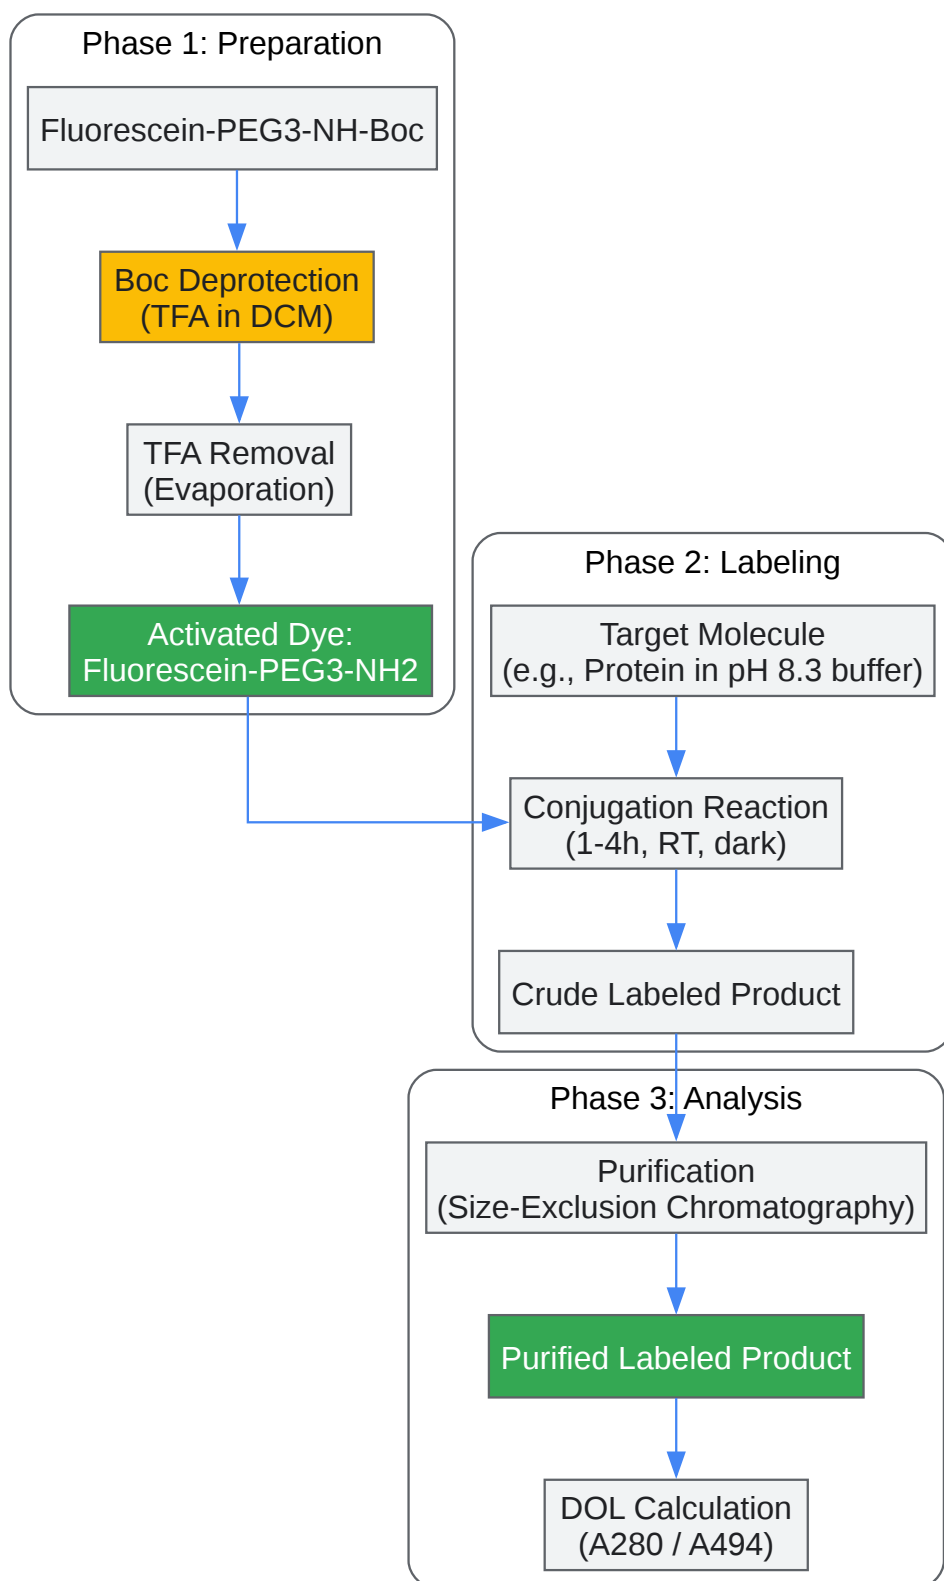 Phase 1: Preparation
Fluorescein-PEG3-NH-Boc
Boc Deprotection
(TFA in DCM)
TFA Removal
(Evaporation)
Activated Dye:
Fluorescein-PEG3-NH2
Phase 2: Labeling
Target Molecule
(e.g., Protein in pH 8.3 buffer)
Conjugation Reaction
(1-4h, RT, dark)
Crude Labeled Product
Phase 3: Analysis
Purification
(Size-Exclusion Chromatography)
Purified Labeled Product
DOL Calculation
(A280 / A494)